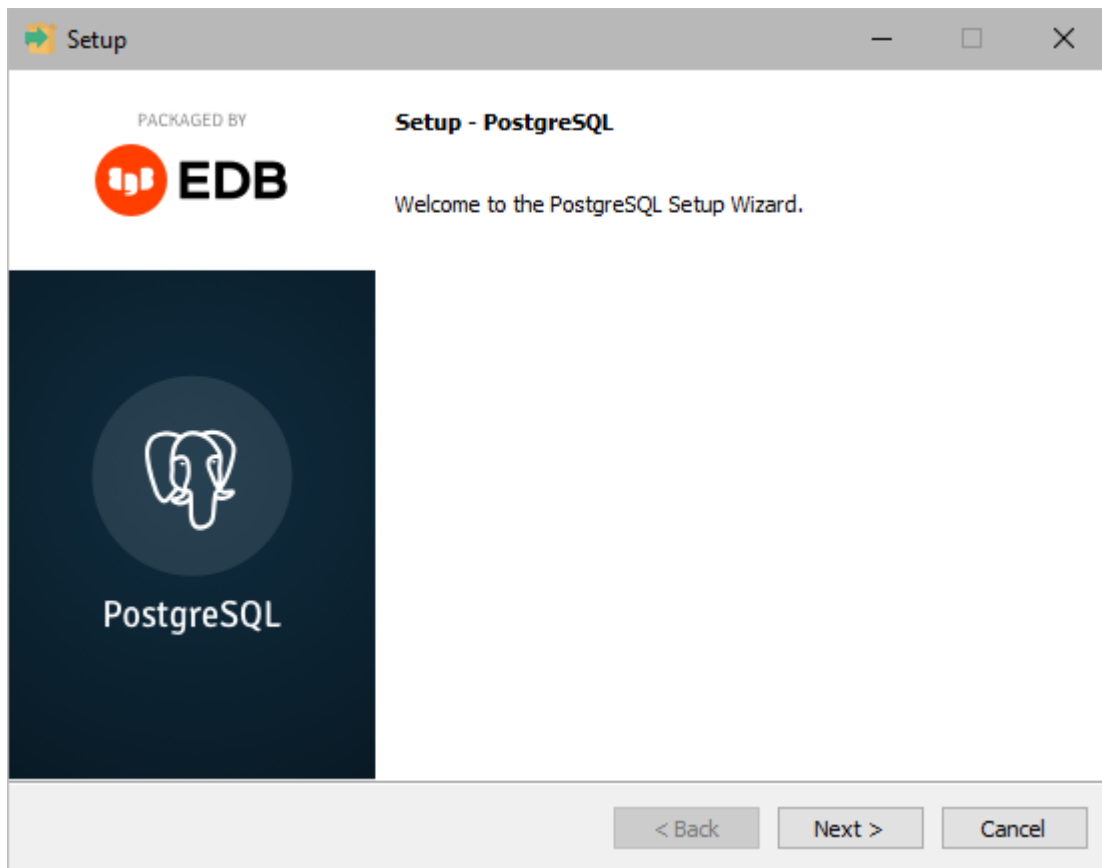 Setup
PACKAGED BY
EDB
Setup - PostgreSQL
Welcome to the PostgreSQL Setup Wizard.
PostgreSQL
< Back
Next >
Cancel